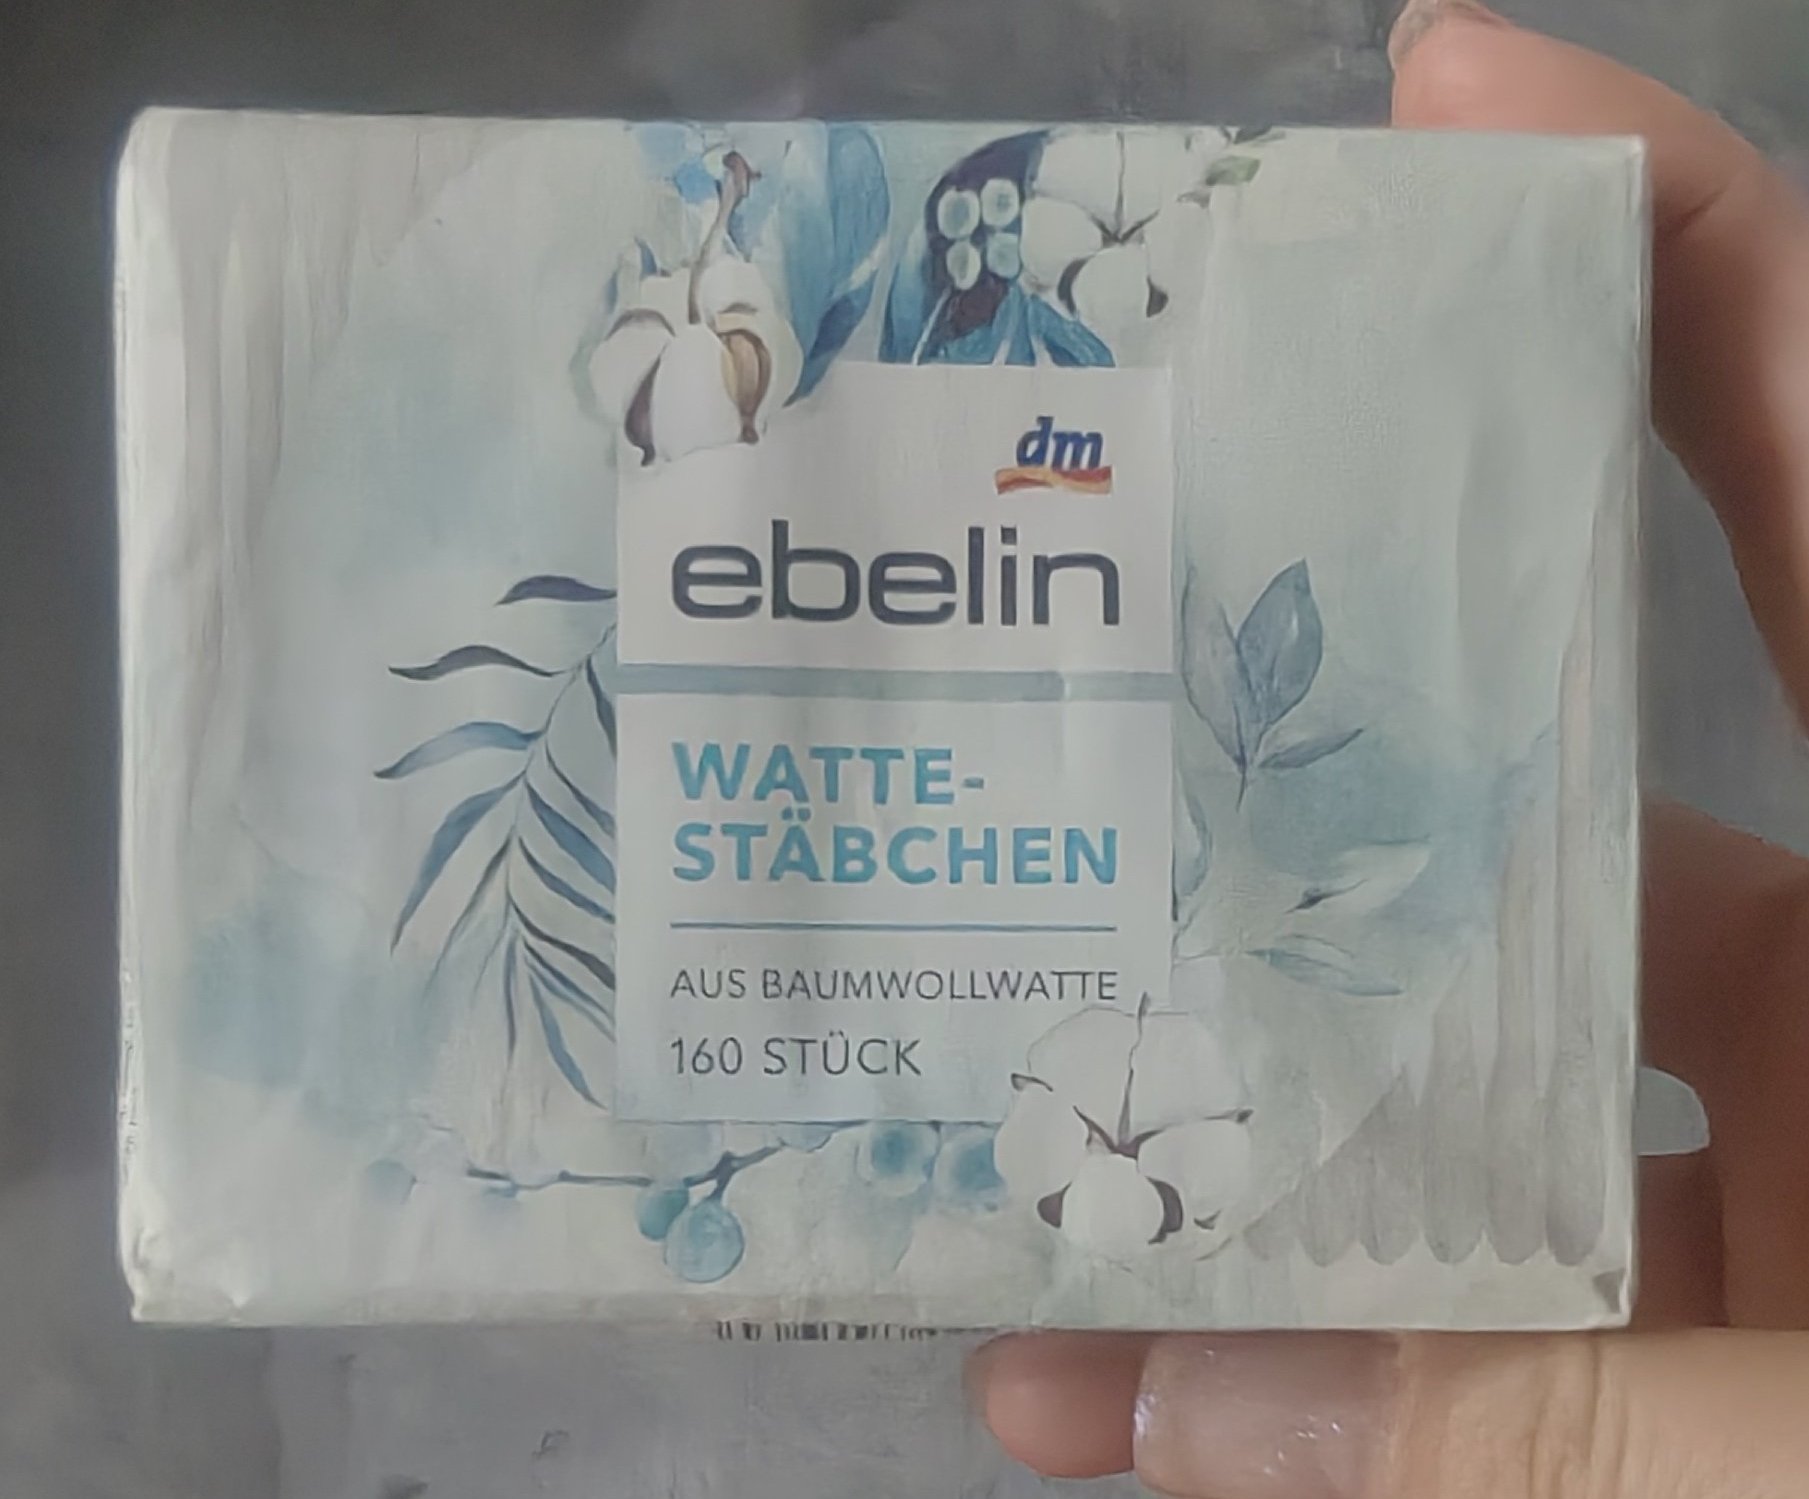 dm
ebelin
WATTE-
STÄBCHEN
AUS BAUMWOLLWATTE
160 STÜCK